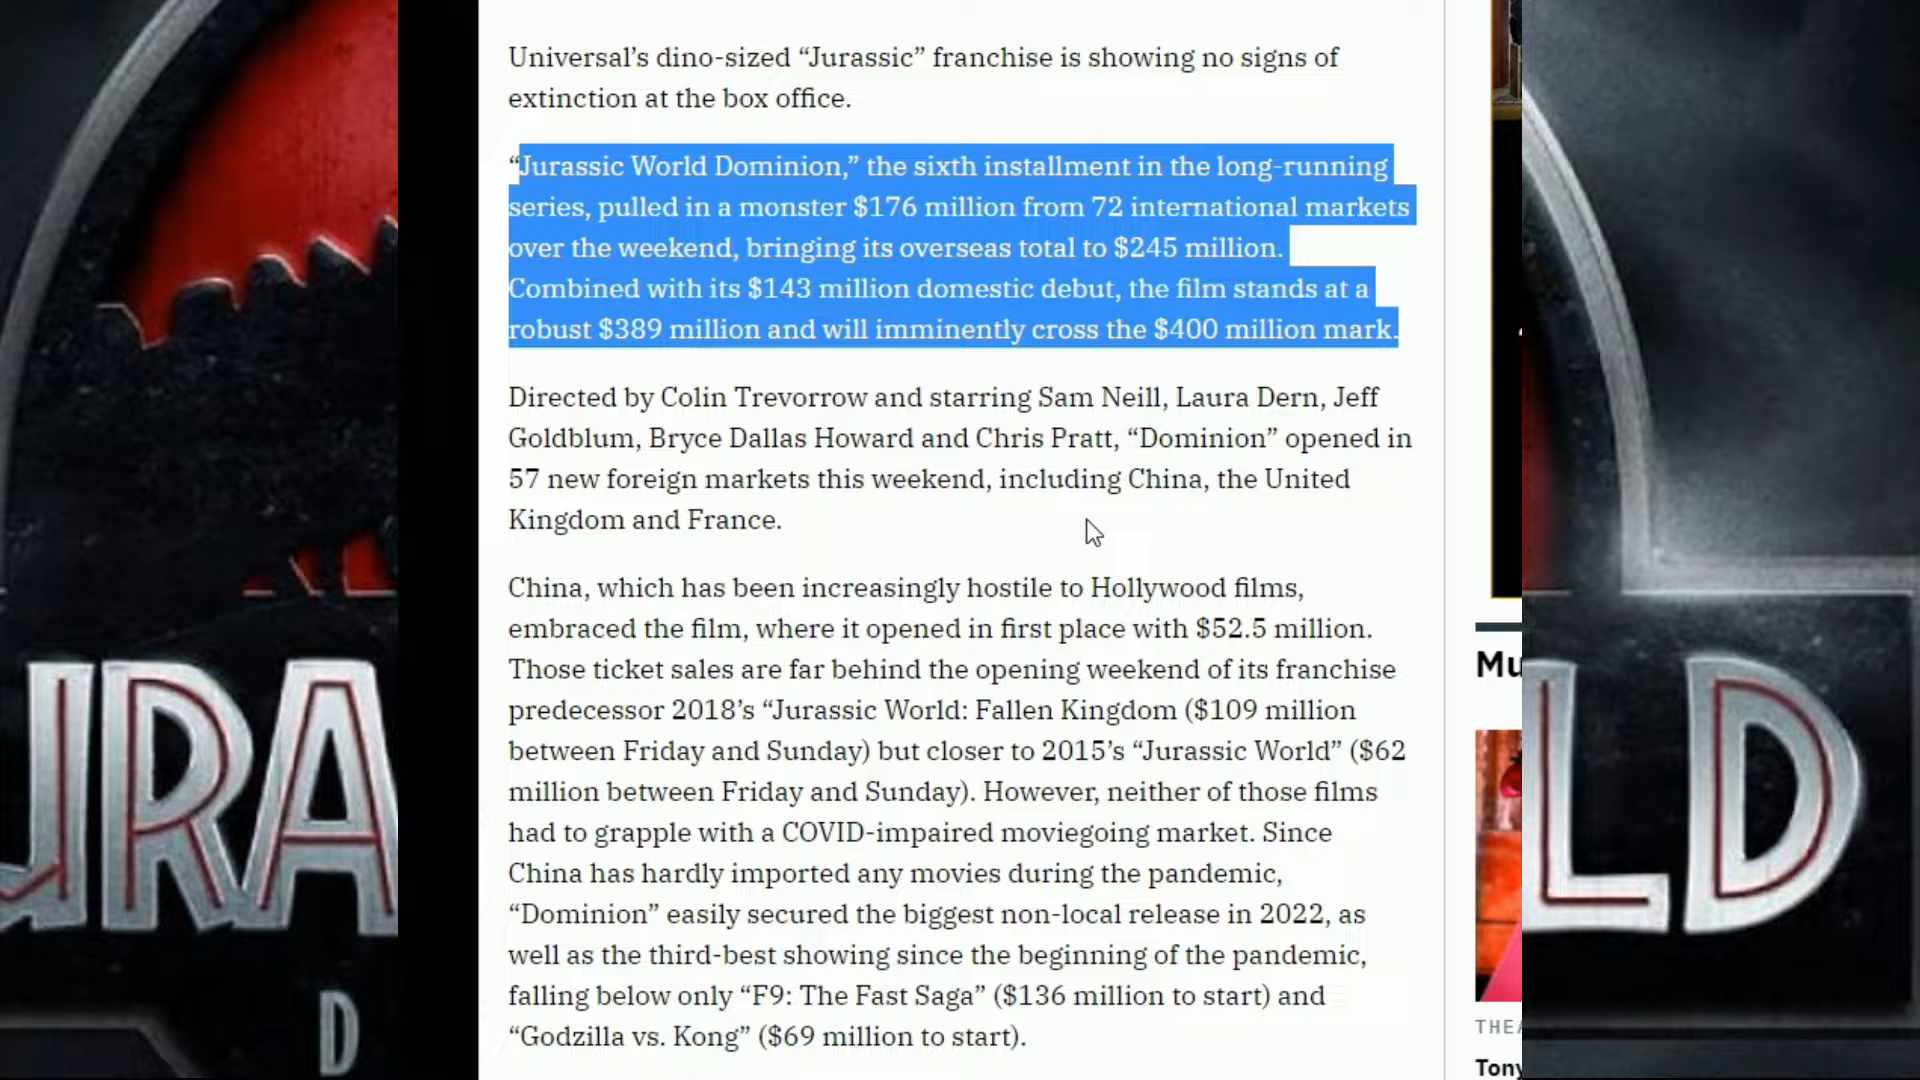 Universal’s dino-sized “Jurassic” franchise is showing no signs of
extinction at the box office.
“Jurassic World Dominion,” the sixth installment in the long-running
series, pulled in a monster $176 million from 72 international markets
over the weekend, bringing its overseas total to $245 million.
Combined with its $143 million domestic debut, the film stands at a
robust $389 million and will imminently cross the $400 million mark.
Directed by Colin Trevorrow and starring Sam Neill, Laura Dern, Jeff
Goldblum, Bryce Dallas Howard and Chris Pratt, “Dominion” opened in
57 new foreign markets this weekend, including China, the United
Kingdom and France.
China, which has been increasingly hostile to Hollywood films,
embraced the film, where it opened in first place with $52.5 million.
Those ticket sales are far behind the opening weekend of its franchise
predecessor 2018’s “Jurassic World: Fallen Kingdom ($109 million
between Friday and Sunday) but closer to 2015’s “Jurassic World” ($62
million between Friday and Sunday). However, neither of those films
had to grapple with a COVID-impaired moviegoing market. Since
China has hardly imported any movies during the pandemic,
“Dominion” easily secured the biggest non-local release in 2022, as
well as the third-best showing since the beginning of the pandemic,
falling below only “F9: The Fast Saga” ($136 million to start) and
“Godzilla vs. Kong” ($69 million to start).
URA
D
Mu
THEA
Tony
LD